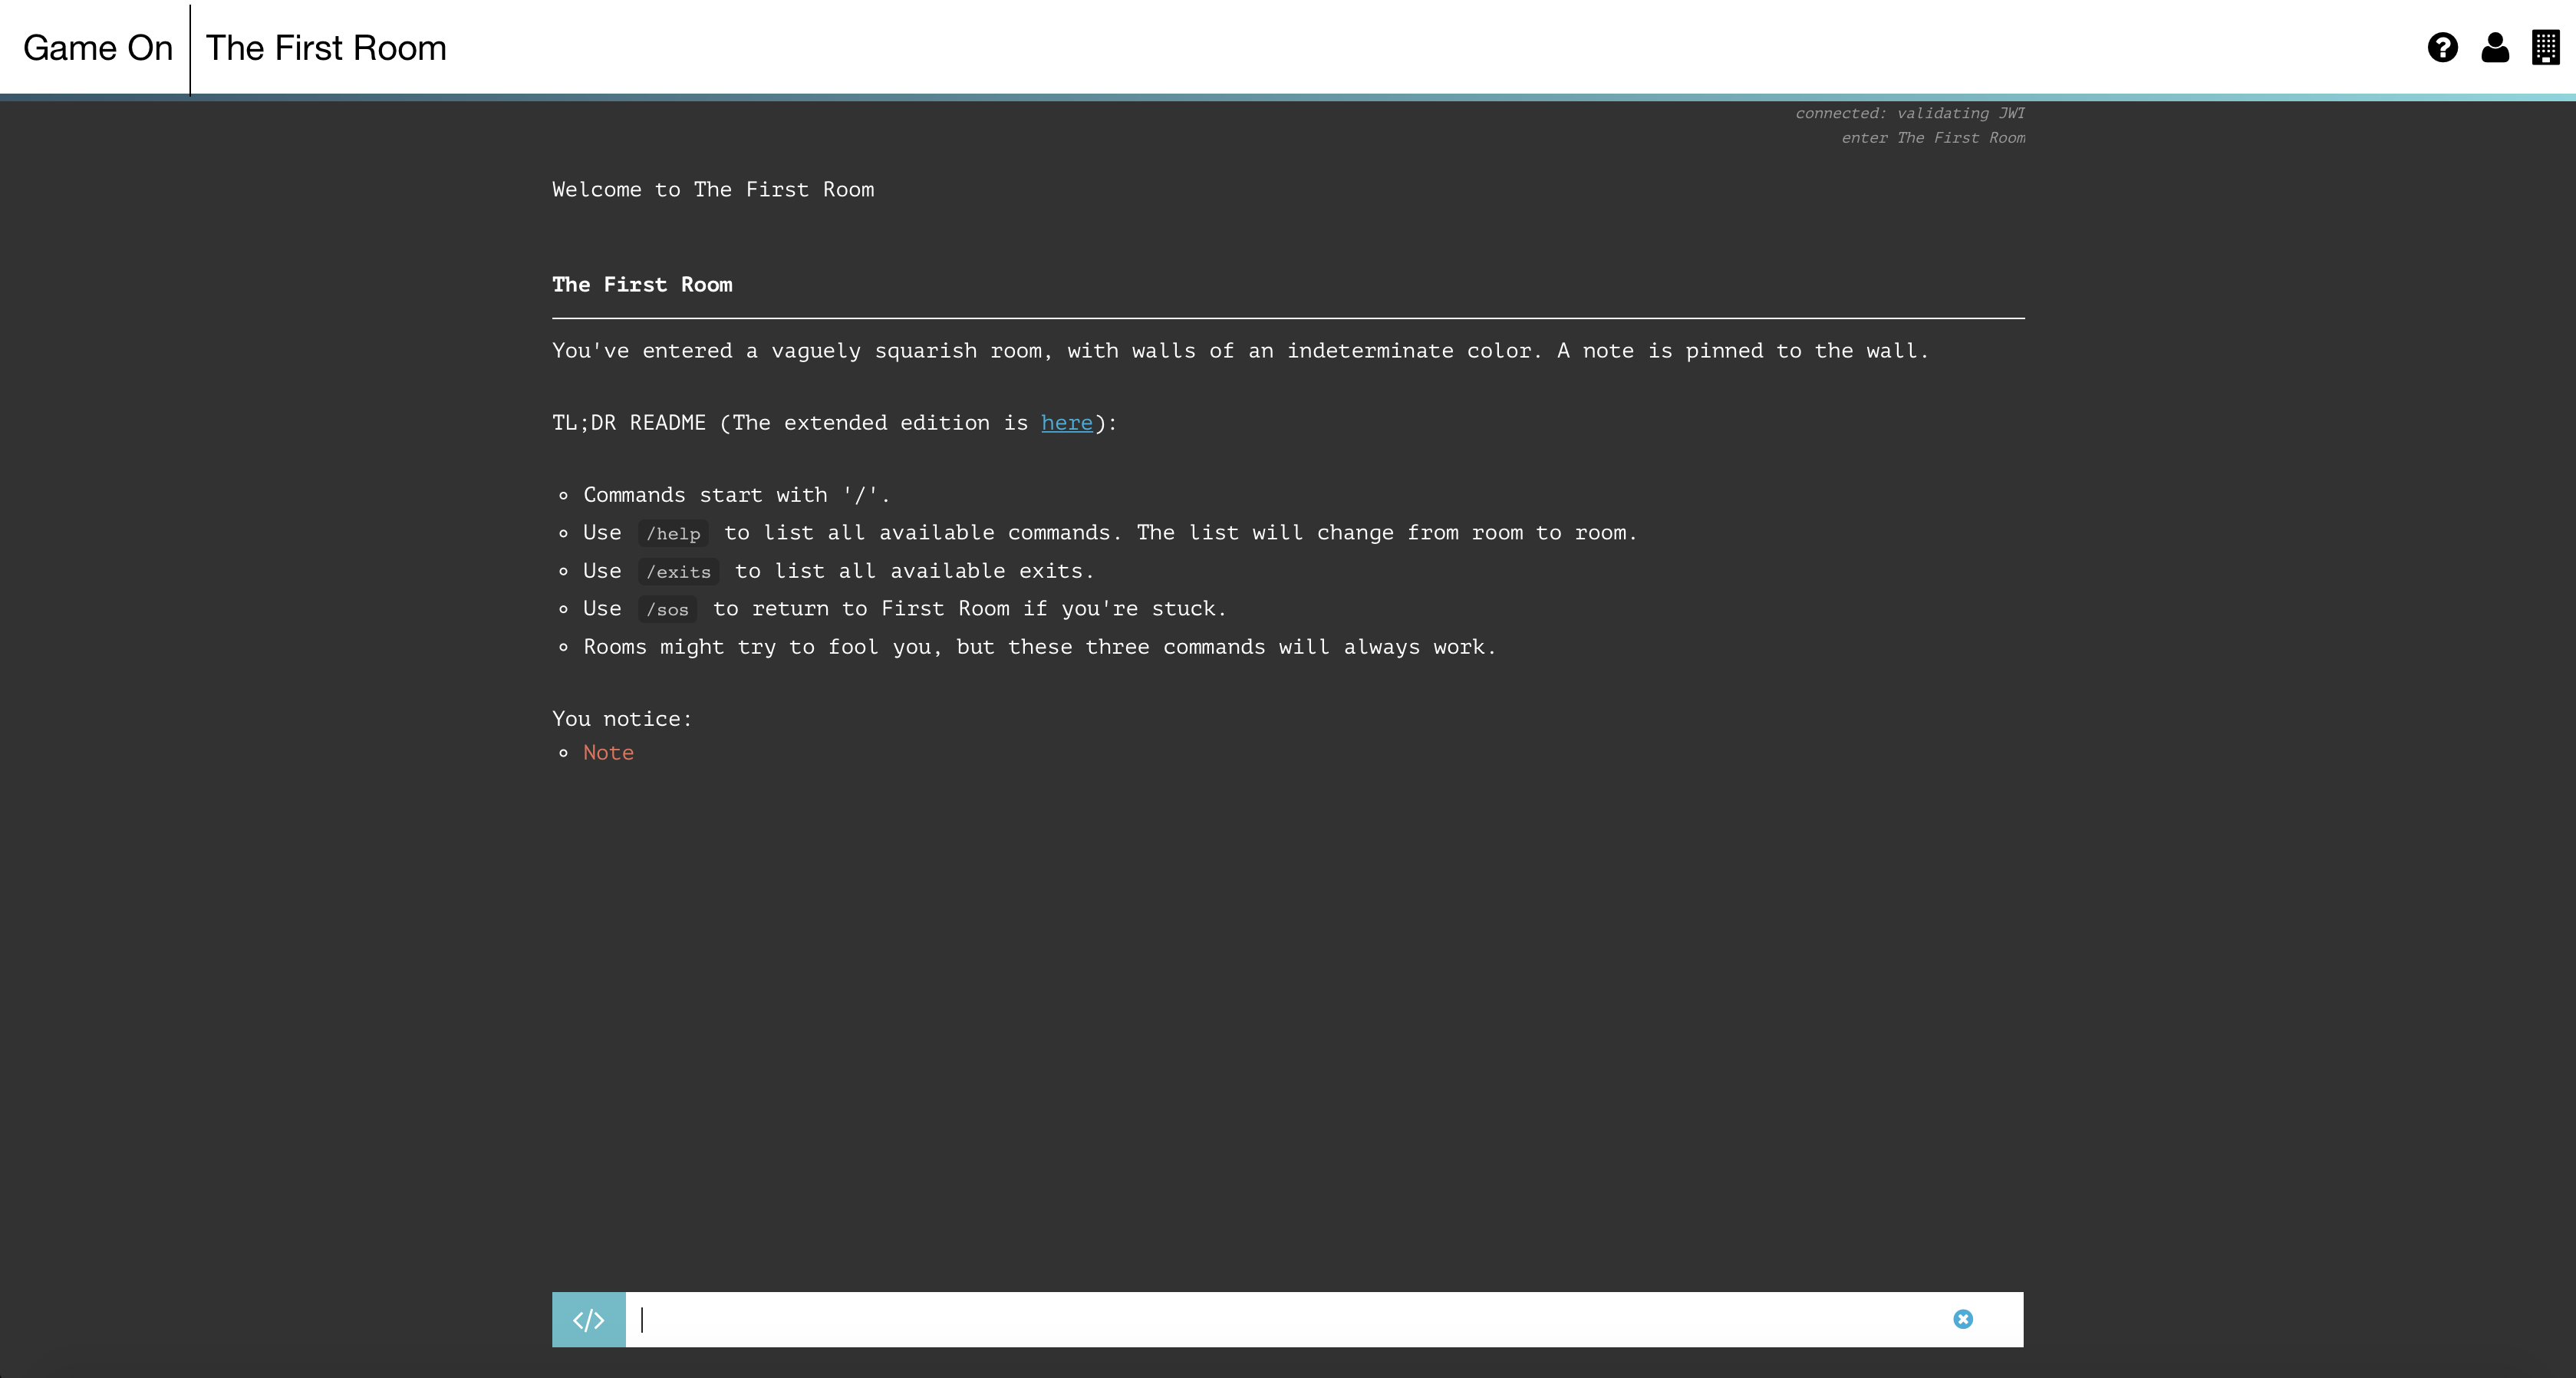 Game On
The First Room
connected: validating JWT
enter The First Room
Welcome to The First Room
The First Room
You've entered a vaguely squarish room, with walls of an indeterminate color. A note is pinned to the wall.
TL;DR README (The extended edition is here):
Commands start with '/'.
Use /help to list all available commands. The list will change from room to room.
Use /exits to list all available exits.
Use /sos to return to First Room if you're stuck.
Rooms might try to fool you, but these three commands will always work.
You notice:
Note